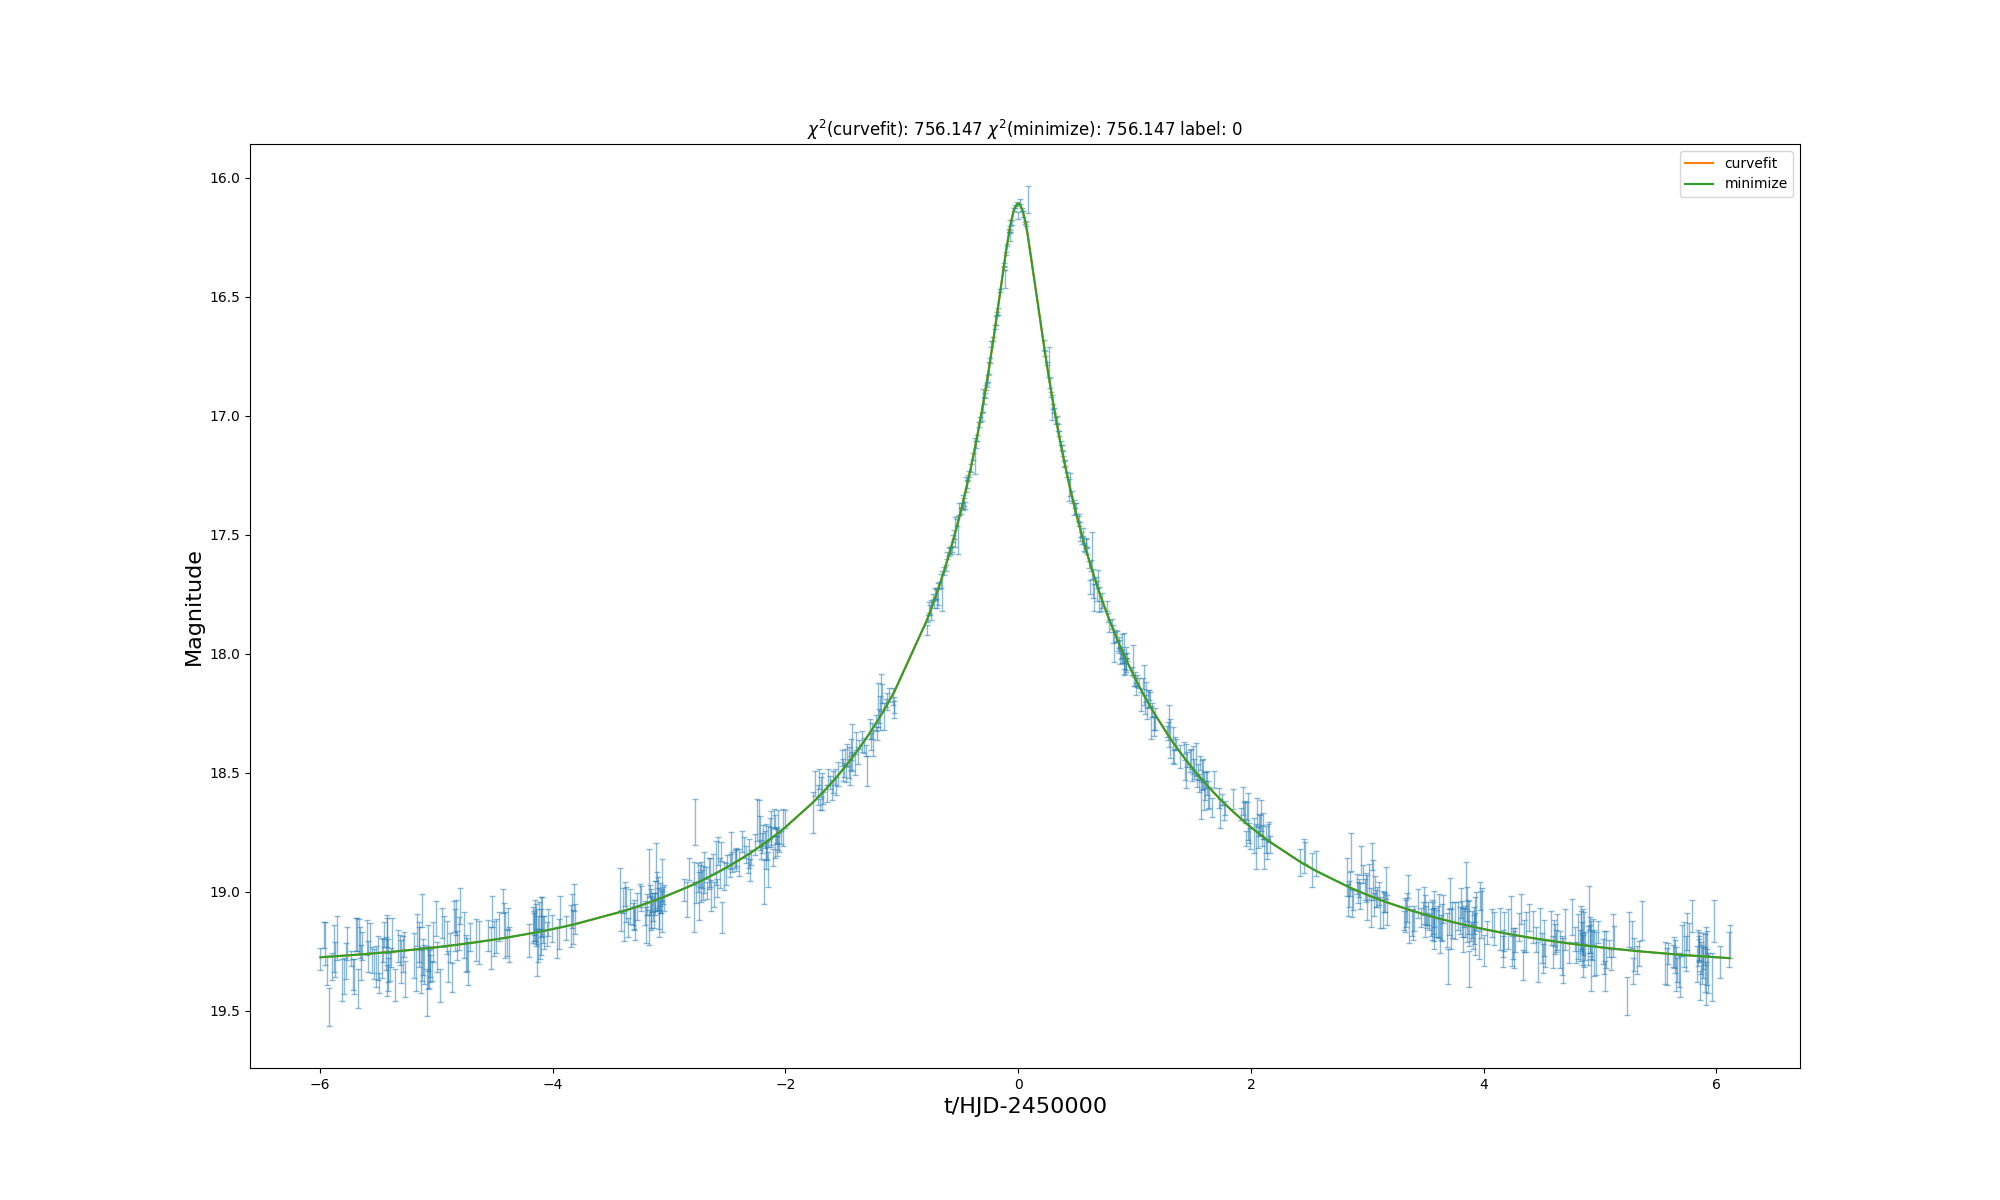 χ²(curvefit): 756.147 χ²(minimize): 756.147 label: 0
curvefit
minimize
16.0
16.5
17.0
17.5
18.0
18.5
19.0
19.5
Magnitude
−6 −4 −2 0 2 4 6
t/HJD-2450000